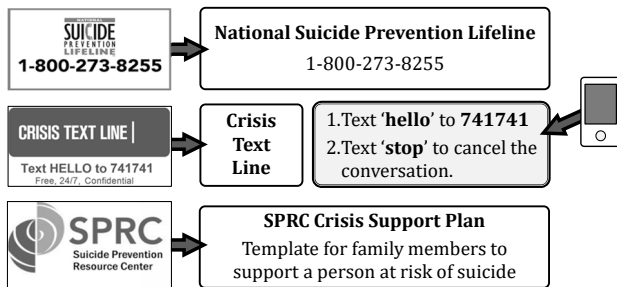 NATIONAL
SUICIDE
PREVENTION
LIFELINE
1-800-273-8255
National Suicide Prevention Lifeline
1-800-273-8255
CRISIS TEXT LINE |
Text HELLO to 741741
Free, 24/7, Confidential
Crisis
Text
Line
1.Text ‘hello’ to 741741
2.Text ‘stop’ to cancel the
conversation.
SPRC
Suicide Prevention
Resource Center
SPRC Crisis Support Plan
Template for family members to
support a person at risk of suicide